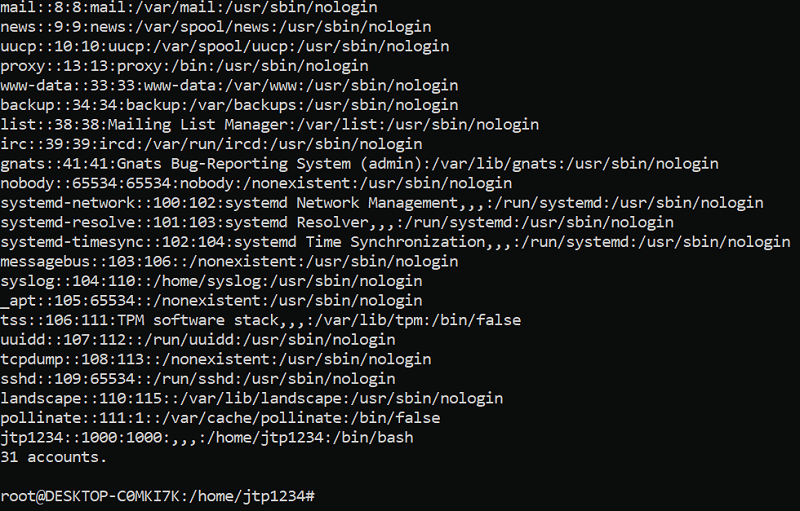 mail::8:8:mail:/var/mail:/usr/sbin/nologin
news::9:9:news:/var/spool/news:/usr/sbin/nologin
uucp::10:10:uucp:/var/spool/uucp:/usr/sbin/nologin
proxy::13:13:proxy:/bin:/usr/sbin/nologin
www-data::33:33:www-data:/var/www:/usr/sbin/nologin
backup::34:34:backup:/var/backups:/usr/sbin/nologin
list::38:38:Mailing List Manager:/var/list:/usr/sbin/nologin
irc::39:39:ircd:/var/run/ircd:/usr/sbin/nologin
gnats::41:41:Gnats Bug-Reporting System (admin):/var/lib/gnats:/usr/sbin/nologin
nobody::65534:65534:nobody:/nonexistent:/usr/sbin/nologin
systemd-network::100:102:systemd Network Management,,,:/run/systemd:/usr/sbin/nologin
systemd-resolve::101:103:systemd Resolver,,,:/run/systemd:/usr/sbin/nologin
systemd-timesync::102:104:systemd Time Synchronization,,,:/run/systemd:/usr/sbin/nologin
messagebus::103:106::/nonexistent:/usr/sbin/nologin
syslog::104:110::/home/syslog:/usr/sbin/nologin
_apt::105:65534::/nonexistent:/usr/sbin/nologin
tss::106:111:TPM software stack,,,:/var/lib/tpm:/bin/false
uuidd::107:112::/run/uuidd:/usr/sbin/nologin
tcpdump::108:113::/nonexistent:/usr/sbin/nologin
sshd::109:65534::/run/sshd:/usr/sbin/nologin
landscape::110:115::/var/lib/landscape:/usr/sbin/nologin
pollinate::111:1::/var/cache/pollinate:/bin/false
jtp1234::1000:1000:,,,:/home/jtp1234:/bin/bash
31 accounts.
root@DESKTOP-C0MKI7K:/home/jtp1234#